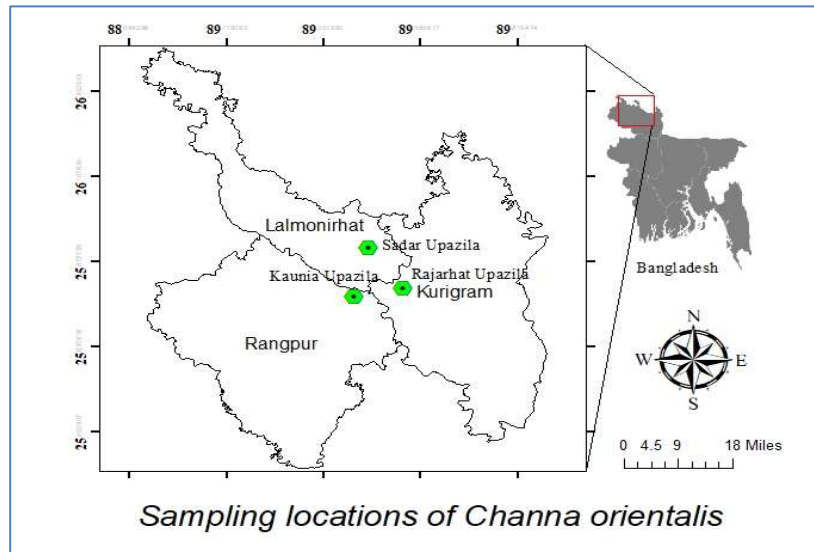 88 89 89 89 89
26
26
25
25
25
Lalmonirhat
Sadar Upazila
Kaunia Upazila
Rajarhat Upazila
Kurigram
Rangpur
Bangladesh
N
W E
S
0 4.5 9 18 Miles
Sampling locations of Channa orientalis